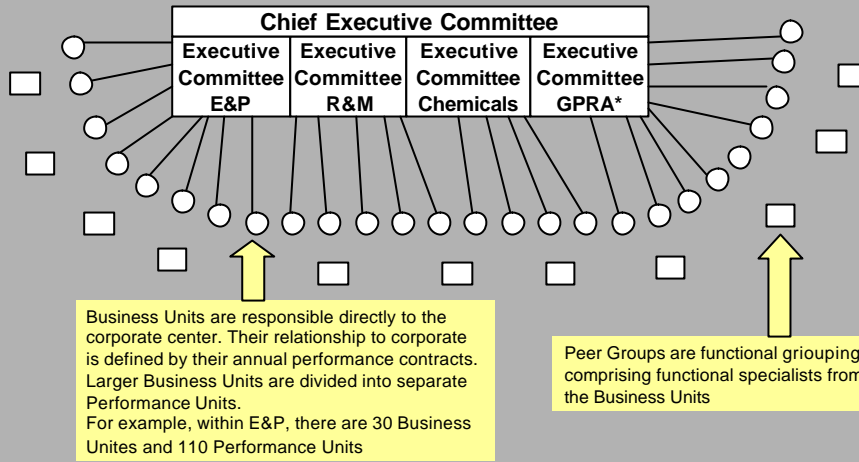 Chief Executive Committee
Executive Committee E&P
Executive Committee R&M
Executive Committee Chemicals
Executive Committee GPRA*
Business Units are responsible directly to the
corporate center. Their relationship to corporate
is defined by their annual performance contracts.
Larger Business Units are divided into separate
Performance Units.
For example, within E&P, there are 30 Business
Unites and 110 Performance Units
Peer Groups are functional griouping
comprising functional specialists from
the Business Units